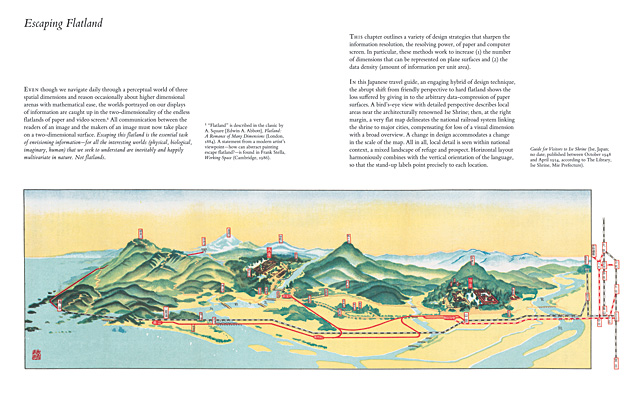 Escaping Flatland
EVEN though we navigate daily through a perceptual world of three
spatial dimensions and reason occasionally about higher dimensional
arenas with mathematical ease, the worlds portrayed on our displays
of information are caught up in the two-dimensionality of the endless
flatlands of paper and video screen.¹ All communication between the
readers of an image and the makers of an image must now take place
on a two-dimensional surface. Escaping this flatland is the essential task
of envisioning information—for all the interesting worlds (physical, biological,
imaginary, human) that we seek to understand are inevitably and happily
multivariate in nature. Not flatlands.
¹ "Flatland" is described in the classic by
A. Square [Edwin A. Abbott], Flatland:
A Romance of Many Dimensions (London,
1884). A statement from a modern artist's
viewpoint—how can abstract painting
escape flatland?—is found in Frank Stella,
Working Space (Cambridge, 1986).
THIS chapter outlines a variety of design strategies that sharpen the
information resolution, the resolving power, of paper and computer
screen. In particular, these methods work to increase (1) the number
of dimensions that can be represented on plane surfaces and (2) the
data density (amount of information per unit area).
IN this Japanese travel guide, an engaging hybrid of design technique,
the abrupt shift from friendly perspective to hard flatland shows the
loss suffered by giving in to the arbitrary data-compression of paper
surfaces. A bird's-eye view with detailed perspective describes local
areas near the architecturally renowned Ise Shrine; then, at the right
margin, a very flat map delineates the national railroad system linking
the shrine to major cities, compensating for loss of a visual dimension
with a broad overview. A change in design accommodates a change
in the scale of the map. All in all, local detail is seen within national
context, a mixed landscape of refuge and prospect. Horizontal layout
harmoniously combines with the vertical orientation of the language,
so that the stand-up labels point precisely to each location.
Guide for Visitors to Ise Shrine (Ise, Japan,
no date, published between October 1948
and April 1954, according to The Library,
Ise Shrine, Mie Prefecture).